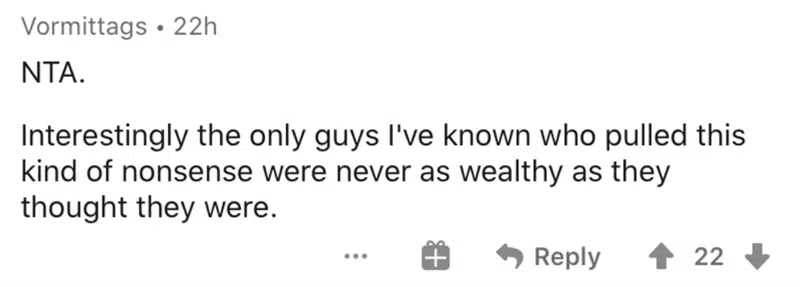 Vormittags • 22h
NTA.
Interestingly the only guys I've known who pulled this
kind of nonsense were never as wealthy as they
thought they were.
... Reply 22